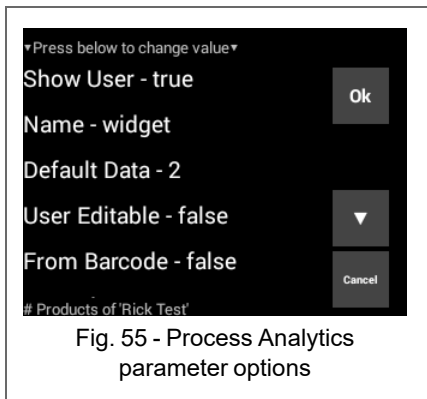 ▾Press below to change value▾
Show User - true
Ok
Name - widget
Default Data - 2
User Editable - false
▼
From Barcode - false
Cancel
# Products of 'Rick Test'
Fig. 55 - Process Analytics
parameter options